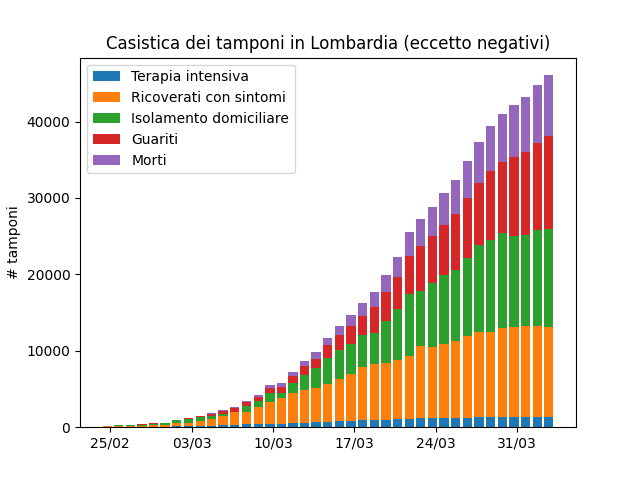 Casistica dei tamponi in Lombardia (eccetto negativi)
Terapia intensiva
Ricoverati con sintomi
Isolamento domiciliare
Guariti
Morti
# tamponi
40000
30000
20000
10000
0
25/02 03/03 10/03 17/03 24/03 31/03